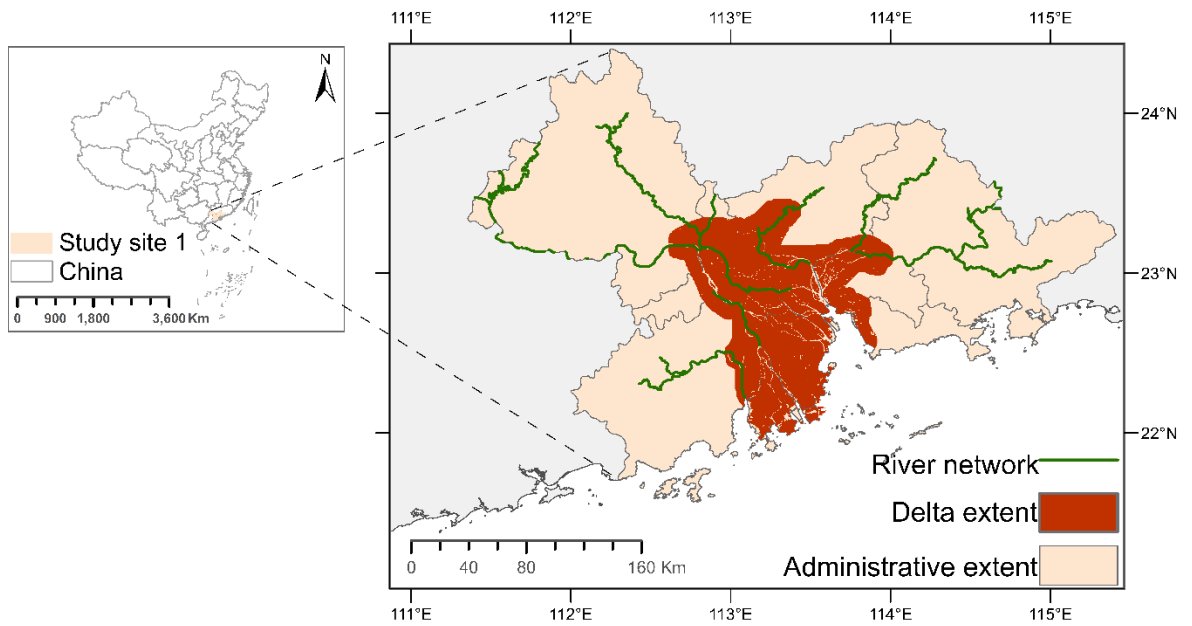 111°E 112°E 113°E 114°E 115°E
N
24°N
23°N
22°N
Study site 1
China
0 900 1,800 3,600 Km
River network
Delta extent
Administrative extent
0 40 80 160 Km
111°E 112°E 113°E 114°E 115°E